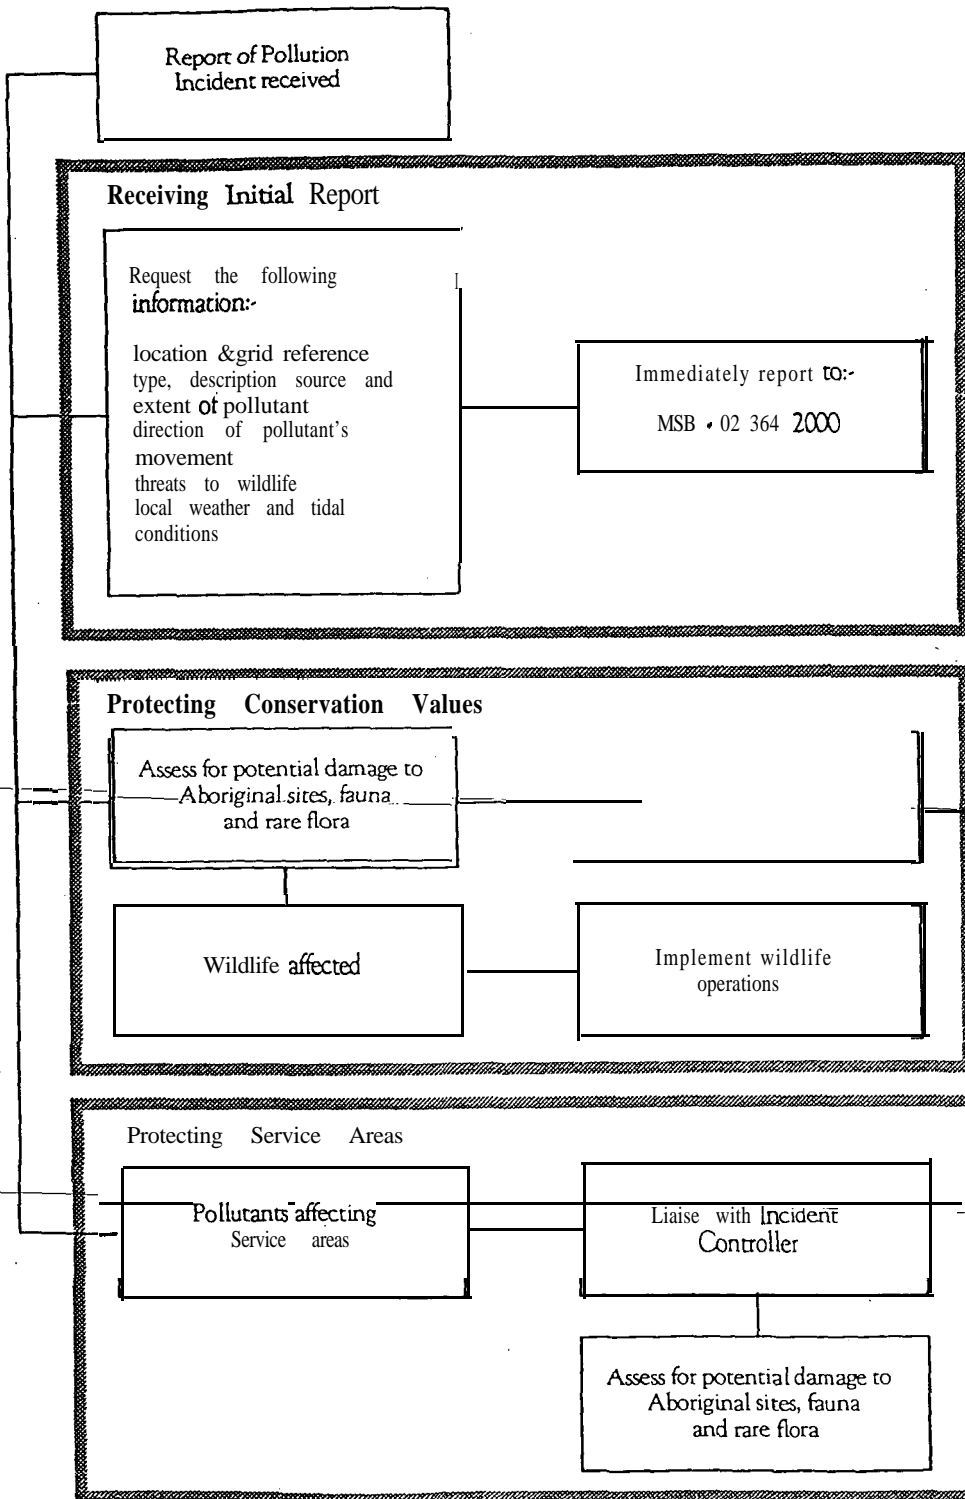 Report of Pollution
Incident received
Receiving Initial Report
Request the following
information:-
location &grid reference
type, description source and
extent of pollutant
direction of pollutant's
movement
threats to wildlife
local weather and tidal
conditions
Immediately report to:-
MSB • 02 364 2000
Protecting Conservation Values
Assess for potential damage to
Aboriginal sites, fauna
and rare flora
Wildlife affected
Implement wildlife
operations
Protecting Service Areas
Pollutants affecting
Service areas
Liaise with Incident
Controller
Assess for potential damage to
Aboriginal sites, fauna
and rare flora